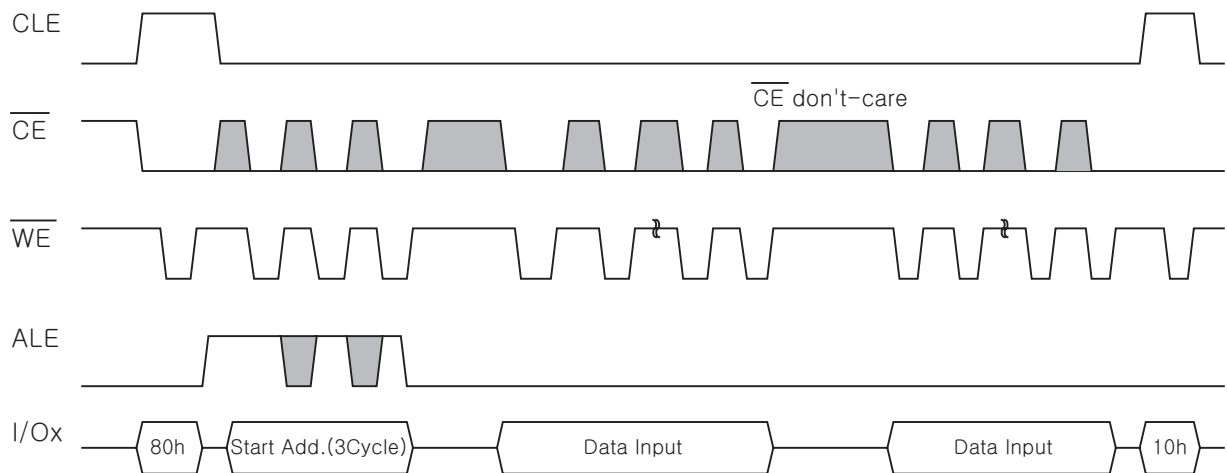 CLE
CE don't-care
CE
WE
ALE
I/Ox
80h
Start Add.(3Cycle)
Data Input
Data Input
10h